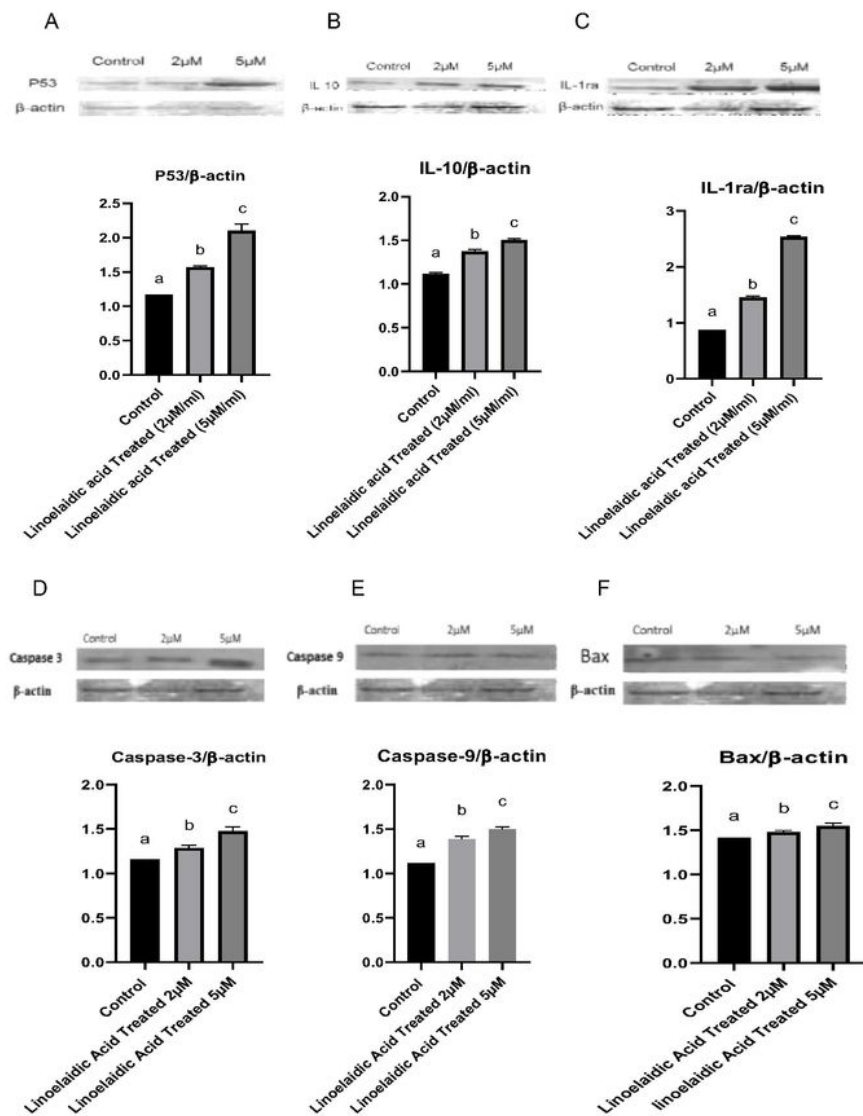 A
B
C
Control 2µM 5µM
P53
β-actin
Control 2µM 5µM
IL 10
β-actin
Control 2µM 5µM
IL-1ra
β-actin
P53/β-actin
2.5
2.0
1.5
1.0
0.5
0.0
a
b
c
Control
Linoelaidic acid Treated (2µM/ml)
Linoelaidic acid Treated (5µM/ml)
IL-10/β-actin
2.0
1.5
1.0
0.5
0.0
a
b
c
Control
Linoelaidic acid Treated (2µM/ml)
Linoelaidic acid Treated (5µM/ml)
IL-1ra/β-actin
3
2
1
0
a
b
c
Control
Linoelaidic acid Treated (2µM/ml)
Linoelaidic acid Treated (5µM/ml)
D
E
F
Control 2µM 5µM
Caspase 3
β-actin
Control 2µM 5µM
Caspase 9
β-actin
Control 2µM 5µM
Bax
β-actin
Caspase-3/β-actin
2.0
1.5
1.0
0.5
0.0
a
b
c
Control
Linoelaidic Acid Treated 2µM
Linoelaidic Acid Treated 5µM
Caspase-9/β-actin
2.0
1.5
1.0
0.5
0.0
a
b
c
Control
Linoelaidic Acid Treated 2µM
Linoelaidic Acid Treated 5µM
Bax/β-actin
2.0
1.5
1.0
0.5
0.0
a
b
c
Control
Linoelaidic Acid Treated 2µM
linoelaidic Acid Treated 5µM